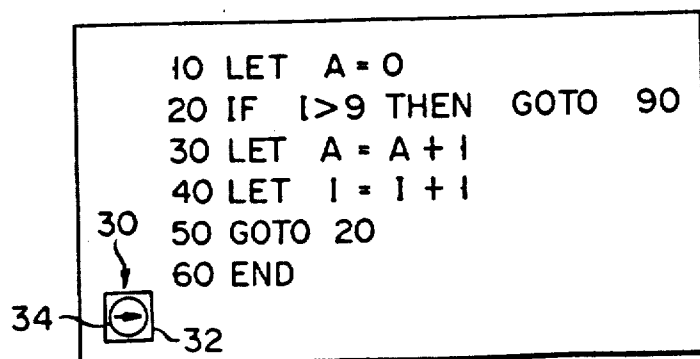 10 LET A = 0
20 IF I > 9 THEN GOTO 90
30 LET A = A + 1
40 LET I = I + 1
50 GOTO 20
60 END
30
34
32